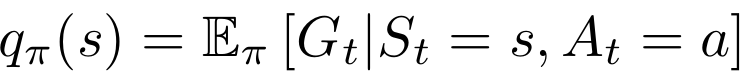 q_π(s) = 𝔼_π [G_t|S_t = s, A_t = a]